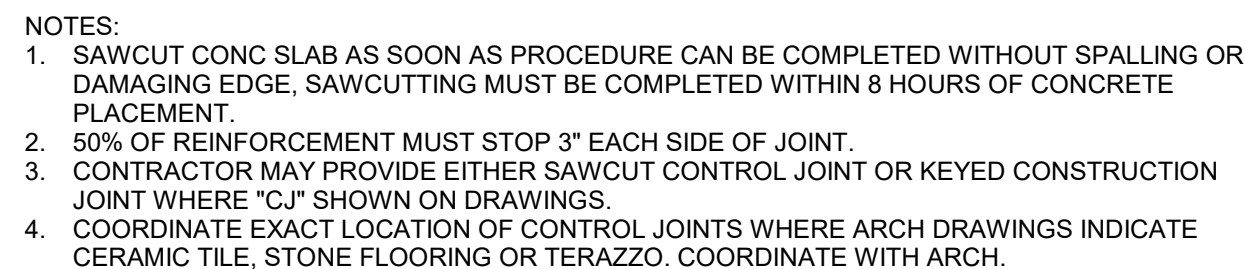 NOTES:
1. SAWCUT CONC SLAB AS SOON AS PROCEDURE CAN BE COMPLETED WITHOUT SPALLING OR
DAMAGING EDGE, SAWCUTTING MUST BE COMPLETED WITHIN 8 HOURS OF CONCRETE
PLACEMENT.
2. 50% OF REINFORCEMENT MUST STOP 3" EACH SIDE OF JOINT.
3. CONTRACTOR MAY PROVIDE EITHER SAWCUT CONTROL JOINT OR KEYED CONSTRUCTION
JOINT WHERE "CJ" SHOWN ON DRAWINGS.
4. COORDINATE EXACT LOCATION OF CONTROL JOINTS WHERE ARCH DRAWINGS INDICATE
CERAMIC TILE, STONE FLOORING OR TERAZZO. COORDINATE WITH ARCH.